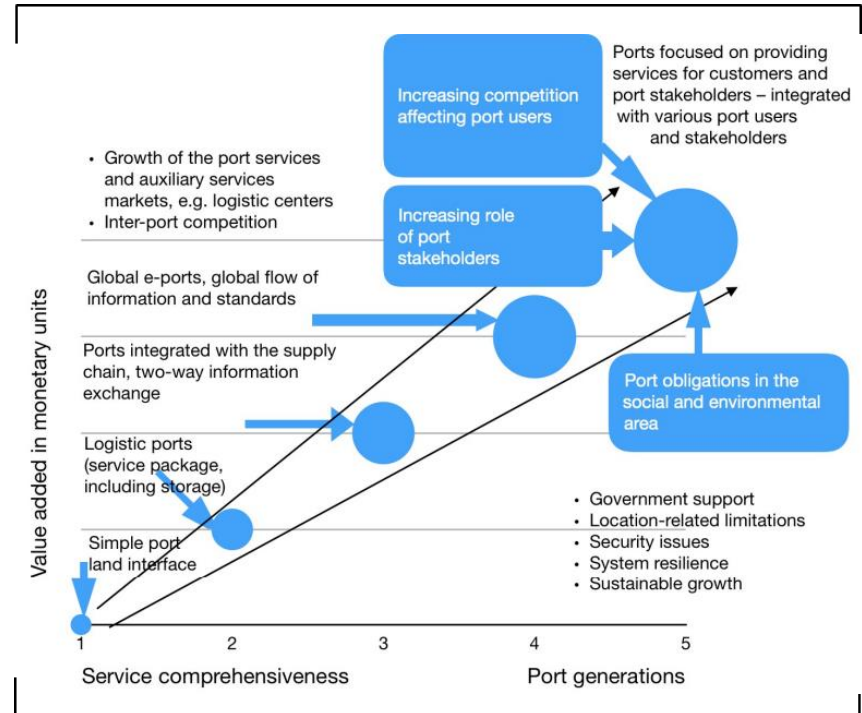 Increasing competition
affecting port users
Ports focused on providing
services for customers and
port stakeholders – integrated
with various port users
and stakeholders
• Growth of the port services
and auxiliary services
markets, e.g. logistic centers
• Inter-port competition
Increasing role
of port
stakeholders
Global e-ports, global flow of
information and standards
Ports integrated with the supply
chain, two-way information
exchange
Port obligations in the
social and environmental
area
Logistic ports
(service package,
including storage)
Simple port
land interface
• Government support
• Location-related limitations
• Security issues
• System resilience
• Sustainable growth
Value added in monetary units
1 2 3 4 5
Service comprehensiveness Port generations